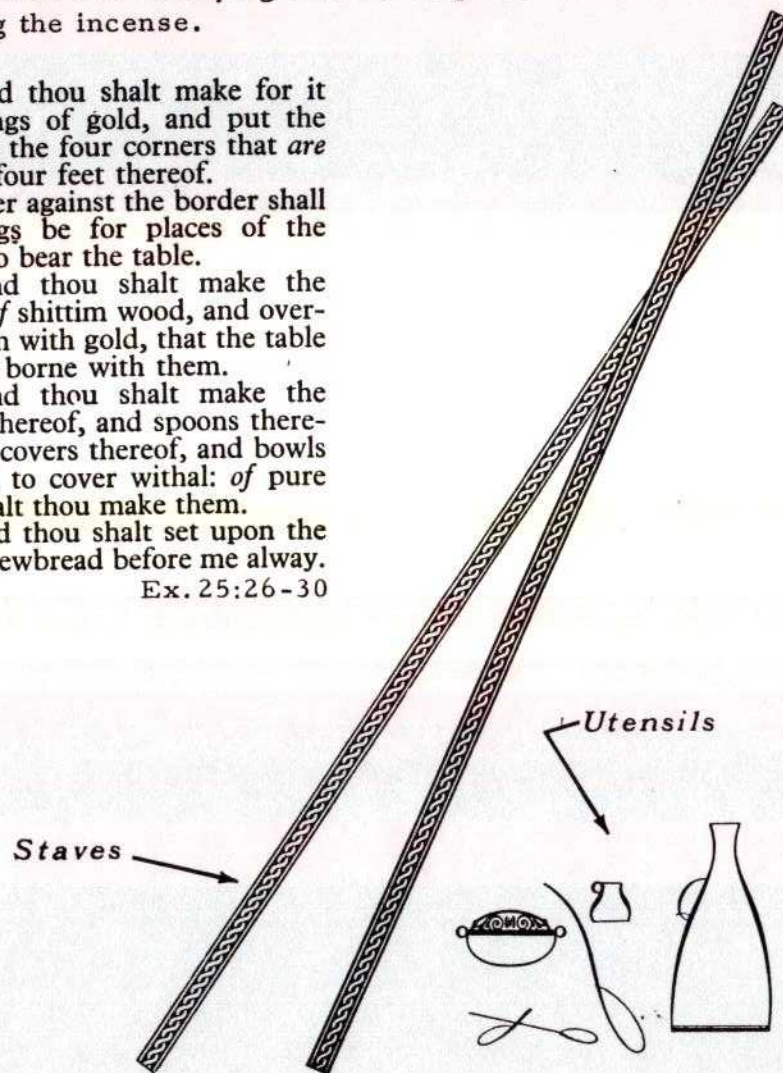 g the incense.
d thou shalt make for it
ngs of gold, and put the
the four corners that are
four feet thereof.
er against the border shall
gs be for places of the
o bear the table.
nd thou shalt make the
f shittim wood, and over-
n with gold, that the table
borne with them.
nd thou shalt make the
hereof, and spoons there-
covers thereof, and bowls
to cover withal: of pure
alt thou make them.
d thou shalt set upon the
ewbread before me alway.
Ex. 25:26-30
Utensils
Staves